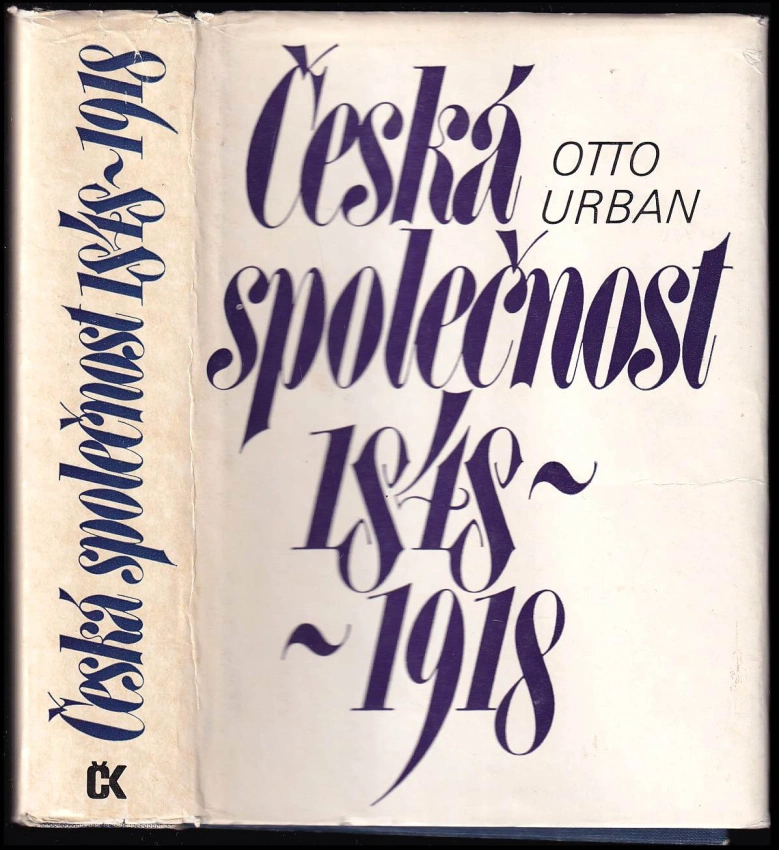 Česká společnost 1848~1918
ČK
Česká
OTTO
URBAN
společnost
1848~
~1918